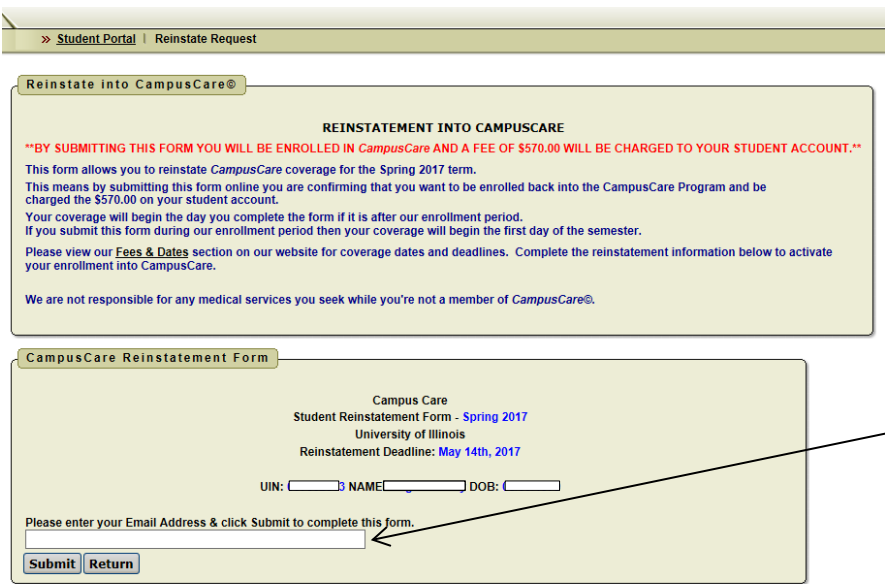 » Student Portal | Reinstate Request
Reinstate into CampusCare©
REINSTATEMENT INTO CAMPUSCARE
**BY SUBMITTING THIS FORM YOU WILL BE ENROLLED IN CampusCare AND A FEE OF $570.00 WILL BE CHARGED TO YOUR STUDENT ACCOUNT.**
This form allows you to reinstate CampusCare coverage for the Spring 2017 term.
This means by submitting this form online you are confirming that you want to be enrolled back into the CampusCare Program and be
charged the $570.00 on your student account.
Your coverage will begin the day you complete the form if it is after our enrollment period.
If you submit this form during our enrollment period then your coverage will begin the first day of the semester.
Please view our Fees & Dates section on our website for coverage dates and deadlines. Complete the reinstatement information below to activate
your enrollment into CampusCare.
We are not responsible for any medical services you seek while you're not a member of CampusCare©.
CampusCare Reinstatement Form
Campus Care
Student Reinstatement Form - Spring 2017
University of Illinois
Reinstatement Deadline: May 14th, 2017
UIN: 3 NAME DOB:
Please enter your Email Address & click Submit to complete this form.
Submit Return